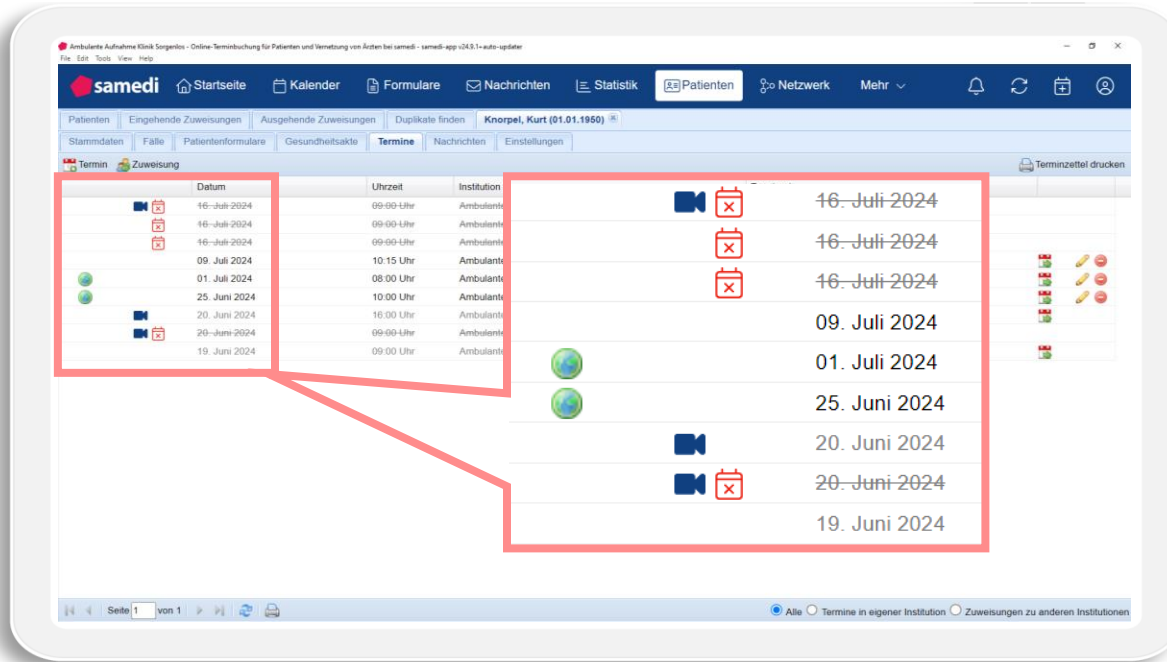 Ambulante Aufnahme Klinik Sorgenlos - Online-Terminbuchung für Patienten und Vernetzung von Ärzten bei samedi - samedi-app v24.9.1+auto-updater
File Edit Tools View Help
samedi Startseite Kalender Formulare Nachrichten Statistik Patienten Netzwerk Mehr
Patienten Eingehende Zuweisungen Ausgehende Zuweisungen Duplikate finden Knorpel, Kurt (01.01.1950)
Stammdaten Fälle Patientenformulare Gesundheitsakte Termine Nachrichten Einstellungen
Termin Zuweisung Terminzettel drucken
Datum Uhrzeit Institution
16. Juli 2024 09:00 Uhr Ambulante
16. Juli 2024 09:00 Uhr Ambulante
16. Juli 2024 09:00 Uhr Ambulante
09. Juli 2024 10:15 Uhr Ambulante
01. Juli 2024 08:00 Uhr Ambulante
25. Juni 2024 10:00 Uhr Ambulante
20. Juni 2024 16:00 Uhr Ambulante
20. Juni 2024 09:00 Uhr Ambulante
19. Juni 2024 09:00 Uhr Ambulante
16. Juli 2024
16. Juli 2024
16. Juli 2024
09. Juli 2024
01. Juli 2024
25. Juni 2024
20. Juni 2024
20. Juni 2024
19. Juni 2024
Seite 1 von 1 Alle Termine in eigener Institution Zuweisungen zu anderen Institutionen